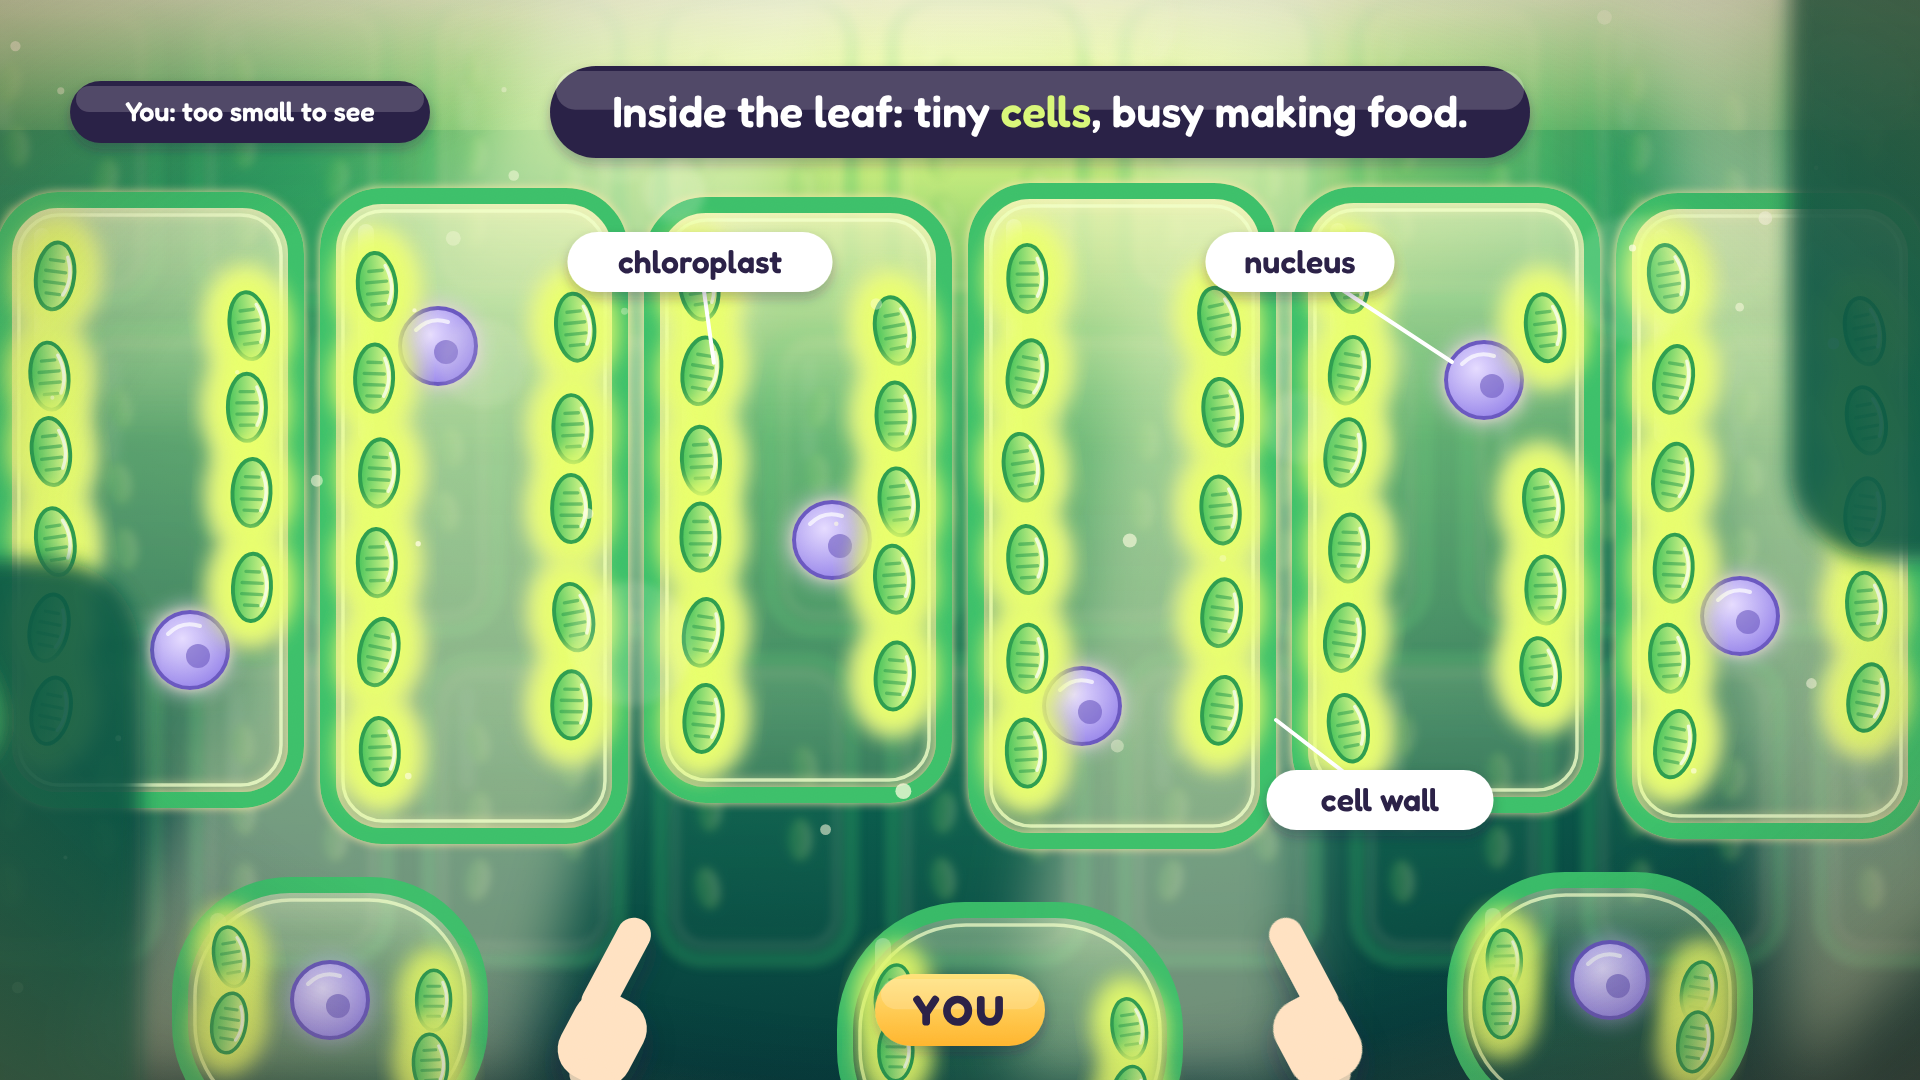 You: too small to see
Inside the leaf: tiny cells, busy making food.
chloroplast
nucleus
cell wall
YOU